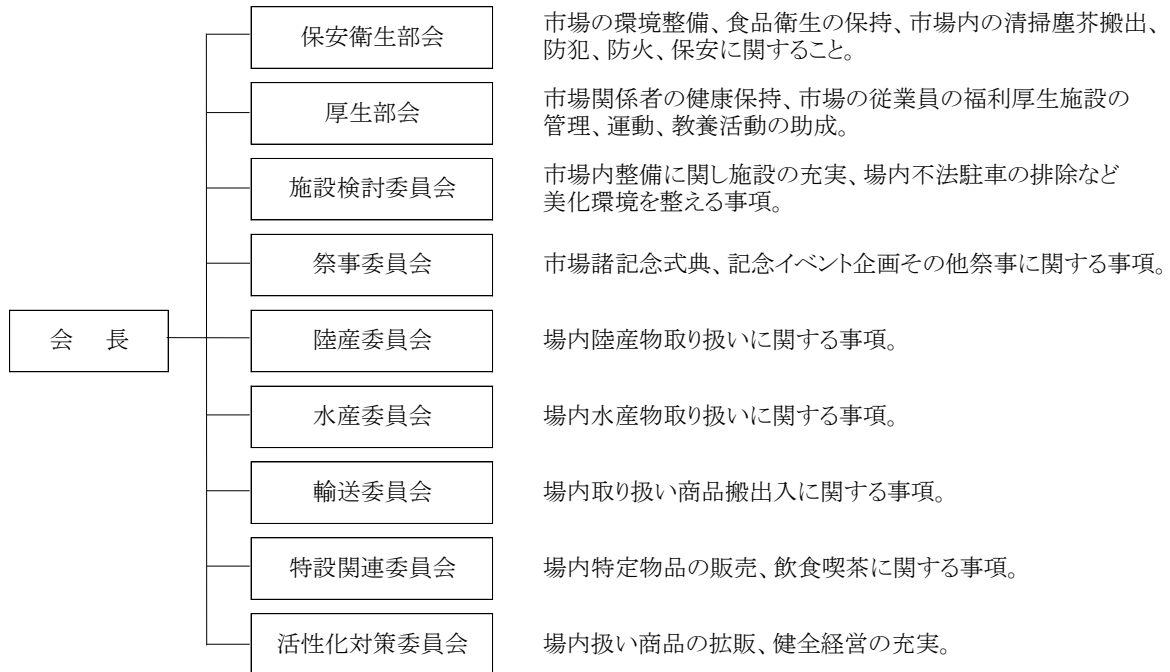 保安衛生部会
市場の環境整備、食品衛生の保持、市場内の清掃塵芥搬出、
防犯、防火、保安に関すること。
厚生部会
市場関係者の健康保持、市場の従業員の福利厚生施設の
管理、運動、教養活動の助成。
施設検討委員会
市場内整備に関し施設の充実、場内不法駐車の排除など
美化環境を整える事項。
祭事委員会
市場諸記念式典、記念イベント企画その他祭事に関する事項。
会 長
陸産委員会
場内陸産物取り扱いに関する事項。
水産委員会
場内水産物取り扱いに関する事項。
輸送委員会
場内取り扱い商品搬出入に関する事項。
特設関連委員会
場内特定物品の販売、飲食喫茶に関する事項。
活性化対策委員会
場内扱い商品の拡販、健全経営の充実。